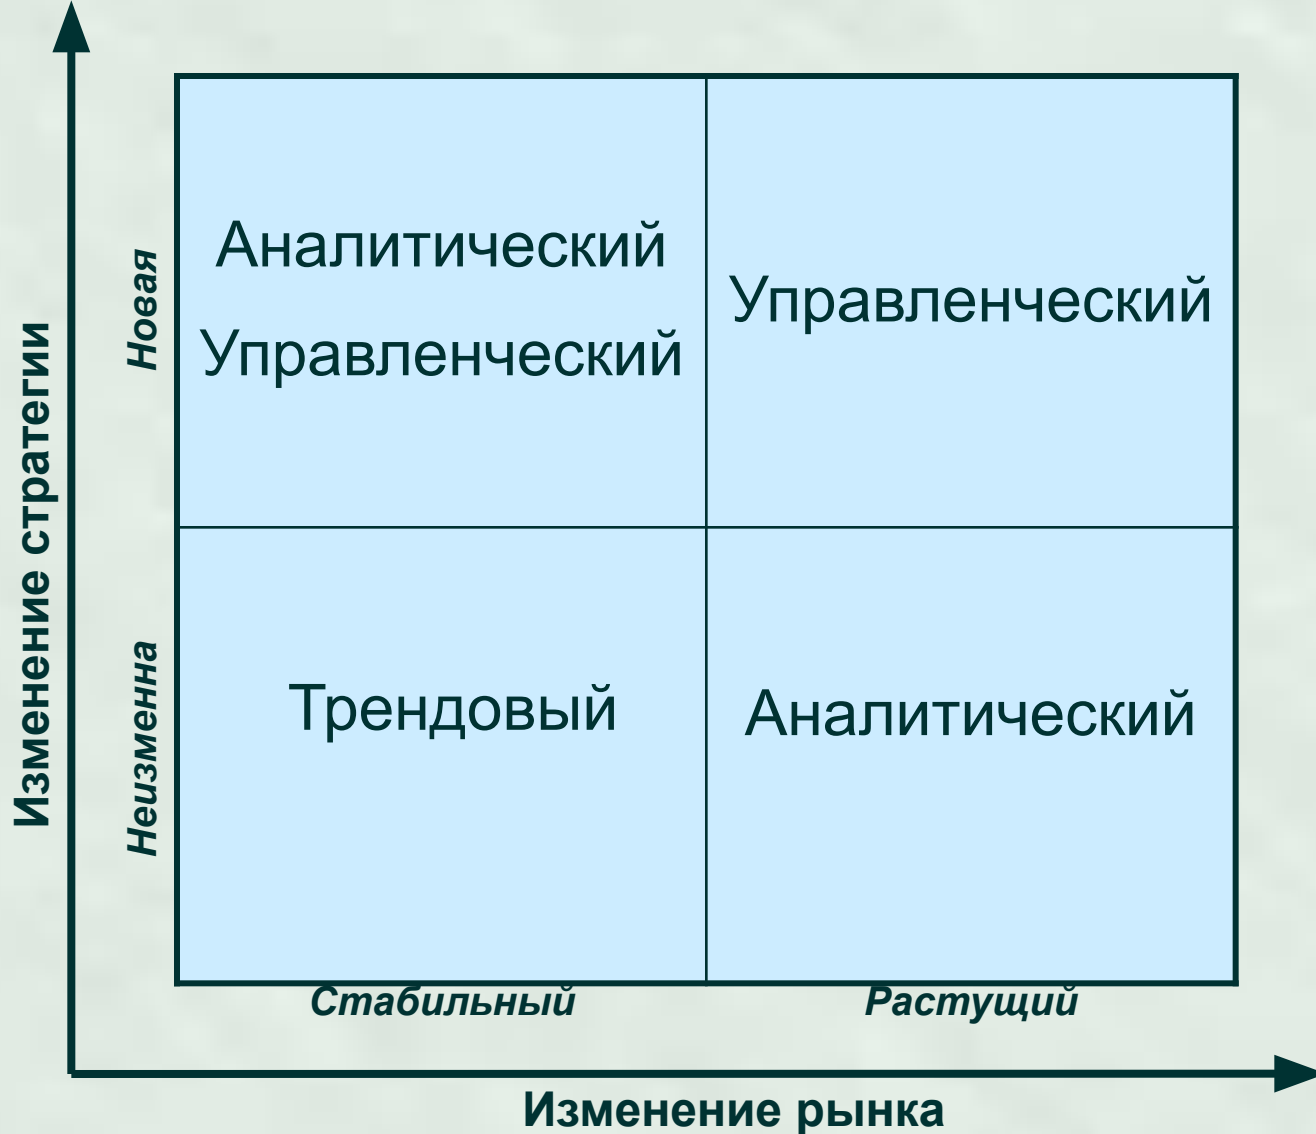 Изменение стратегии
Новая
Аналитический
Управленческий
Управленческий
Неизменна
Трендовый
Аналитический
Стабильный
Растущий
Изменение рынка